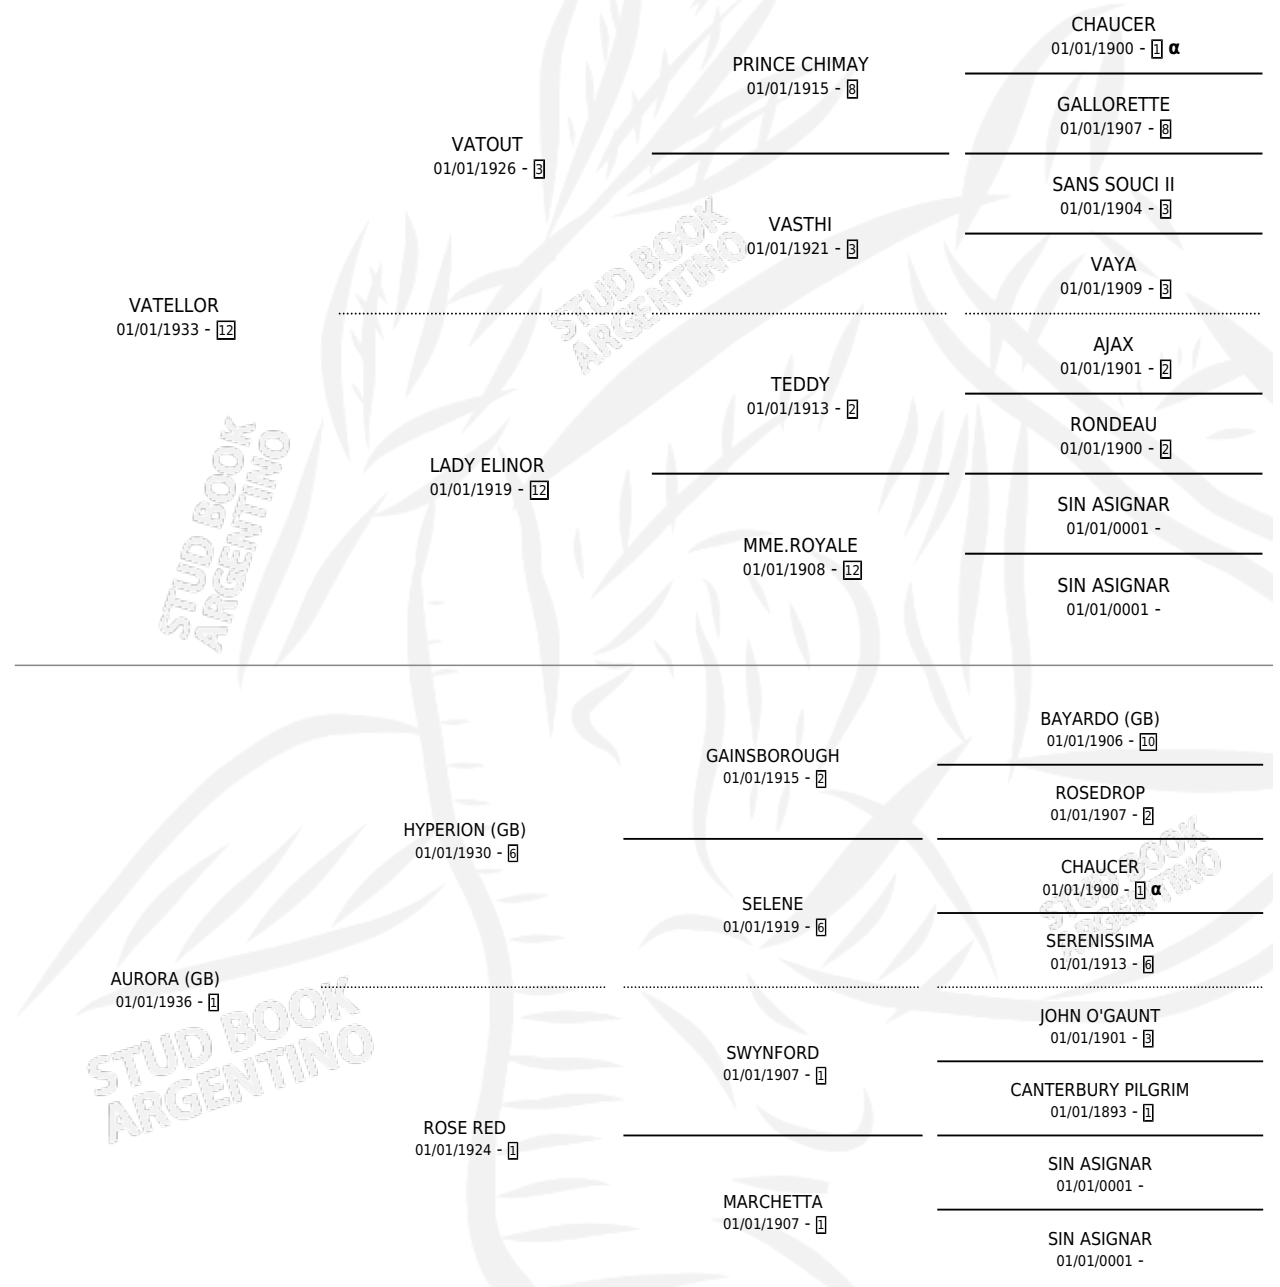 CHAUCER
01/01/1900 - 1 α
PRINCE CHIMAY
01/01/1915 - 8
GALLORETTE
01/01/1907 - 8
VATOUT
01/01/1926 - 3
SANS SOUCI II
01/01/1904 - 3
VASTHI
01/01/1921 - 3
VAYA
01/01/1909 - 3
STUD BOOK
ARGENTINO
VATELLOR
01/01/1933 - 12
AJAX
01/01/1901 - 2
TEDDY
01/01/1913 - 2
RONDEAU
01/01/1900 - 2
LADY ELINOR
01/01/1919 - 12
SIN ASIGNAR
01/01/0001 -
MME.ROYALE
01/01/1908 - 12
SIN ASIGNAR
01/01/0001 -
STUD BOOK
ARGENTINO
BAYARDO (GB)
01/01/1906 - 10
GAINSBOROUGH
01/01/1915 - 2
ROSEDROP
01/01/1907 - 2
HYPERION (GB)
01/01/1930 - 6
CHAUCER
01/01/1900 - 1 α
SELENE
01/01/1919 - 6
SERENISSIMA
01/01/1913 - 6
STUD BOOK
ARGENTINO
AURORA (GB)
01/01/1936 - 1
JOHN O'GAUNT
01/01/1901 - 3
SWYNFORD
01/01/1907 - 1
CANTERBURY PILGRIM
01/01/1893 - 1
STUD BOOK
ARGENTINO
ROSE RED
01/01/1924 - 1
SIN ASIGNAR
01/01/0001 -
MARCHETTA
01/01/1907 - 1
SIN ASIGNAR
01/01/0001 -